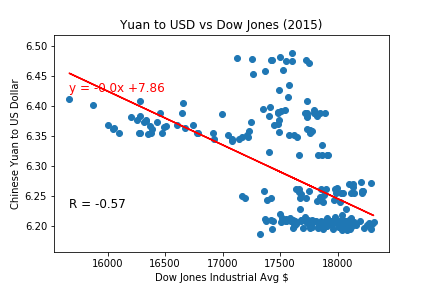 Yuan to USD vs Dow Jones (2015)
Chinese Yuan to US Dollar
6.50
6.45
6.40
6.35
6.30
6.25
6.20
y = -0.0x +7.86
R = -0.57
16000 16500 17000 17500 18000
Dow Jones Industrial Avg $